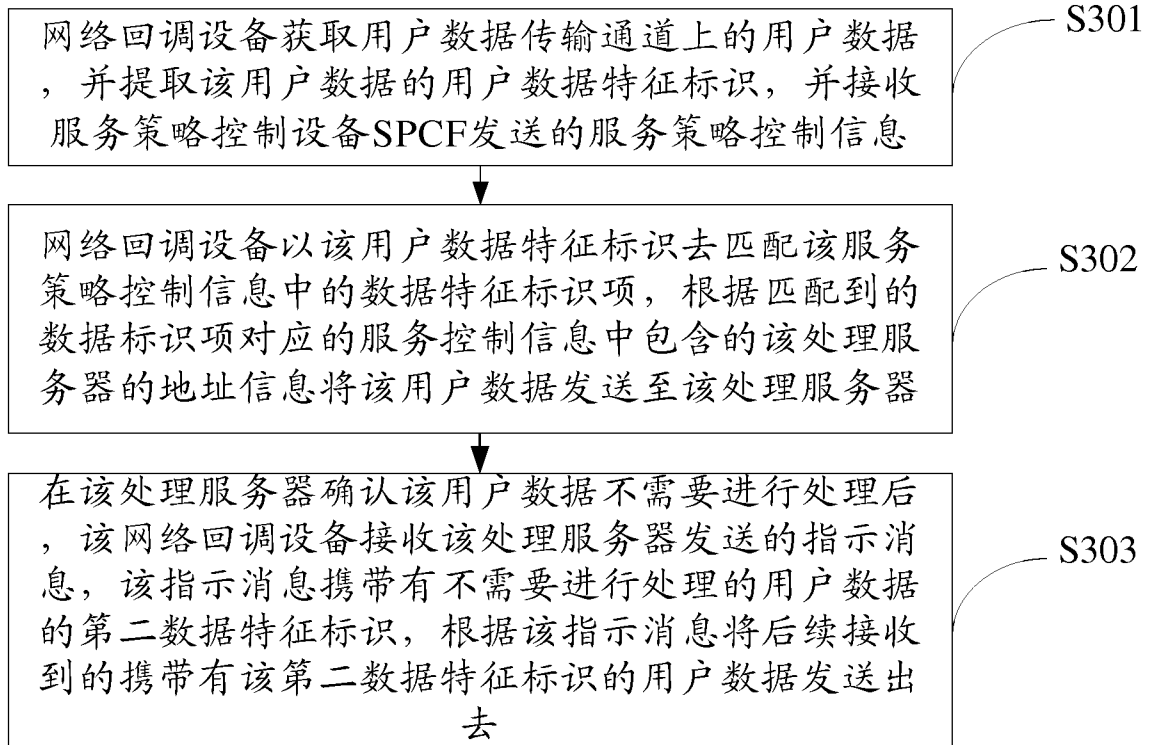 网络回调设备获取用户数据传输通道上的用户数据
，并提取该用户数据的用户数据特征标识，并接收
服务策略控制设备SPCF发送的服务策略控制信息
S301
网络回调设备以该用户数据特征标识去匹配该服务
策略控制信息中的数据特征标识项，根据匹配到的
数据标识项对应的服务控制信息中包含的该处理服
务器的地址信息将该用户数据发送至该处理服务器
S302
在该处理服务器确认该用户数据不需要进行处理后
，该网络回调设备接收该处理服务器发送的指示消
息，该指示消息携带有不需要进行处理的用户数据
的第二数据特征标识，根据该指示消息将后续接收
到的携带有该第二数据特征标识的用户数据发送出
去
S303